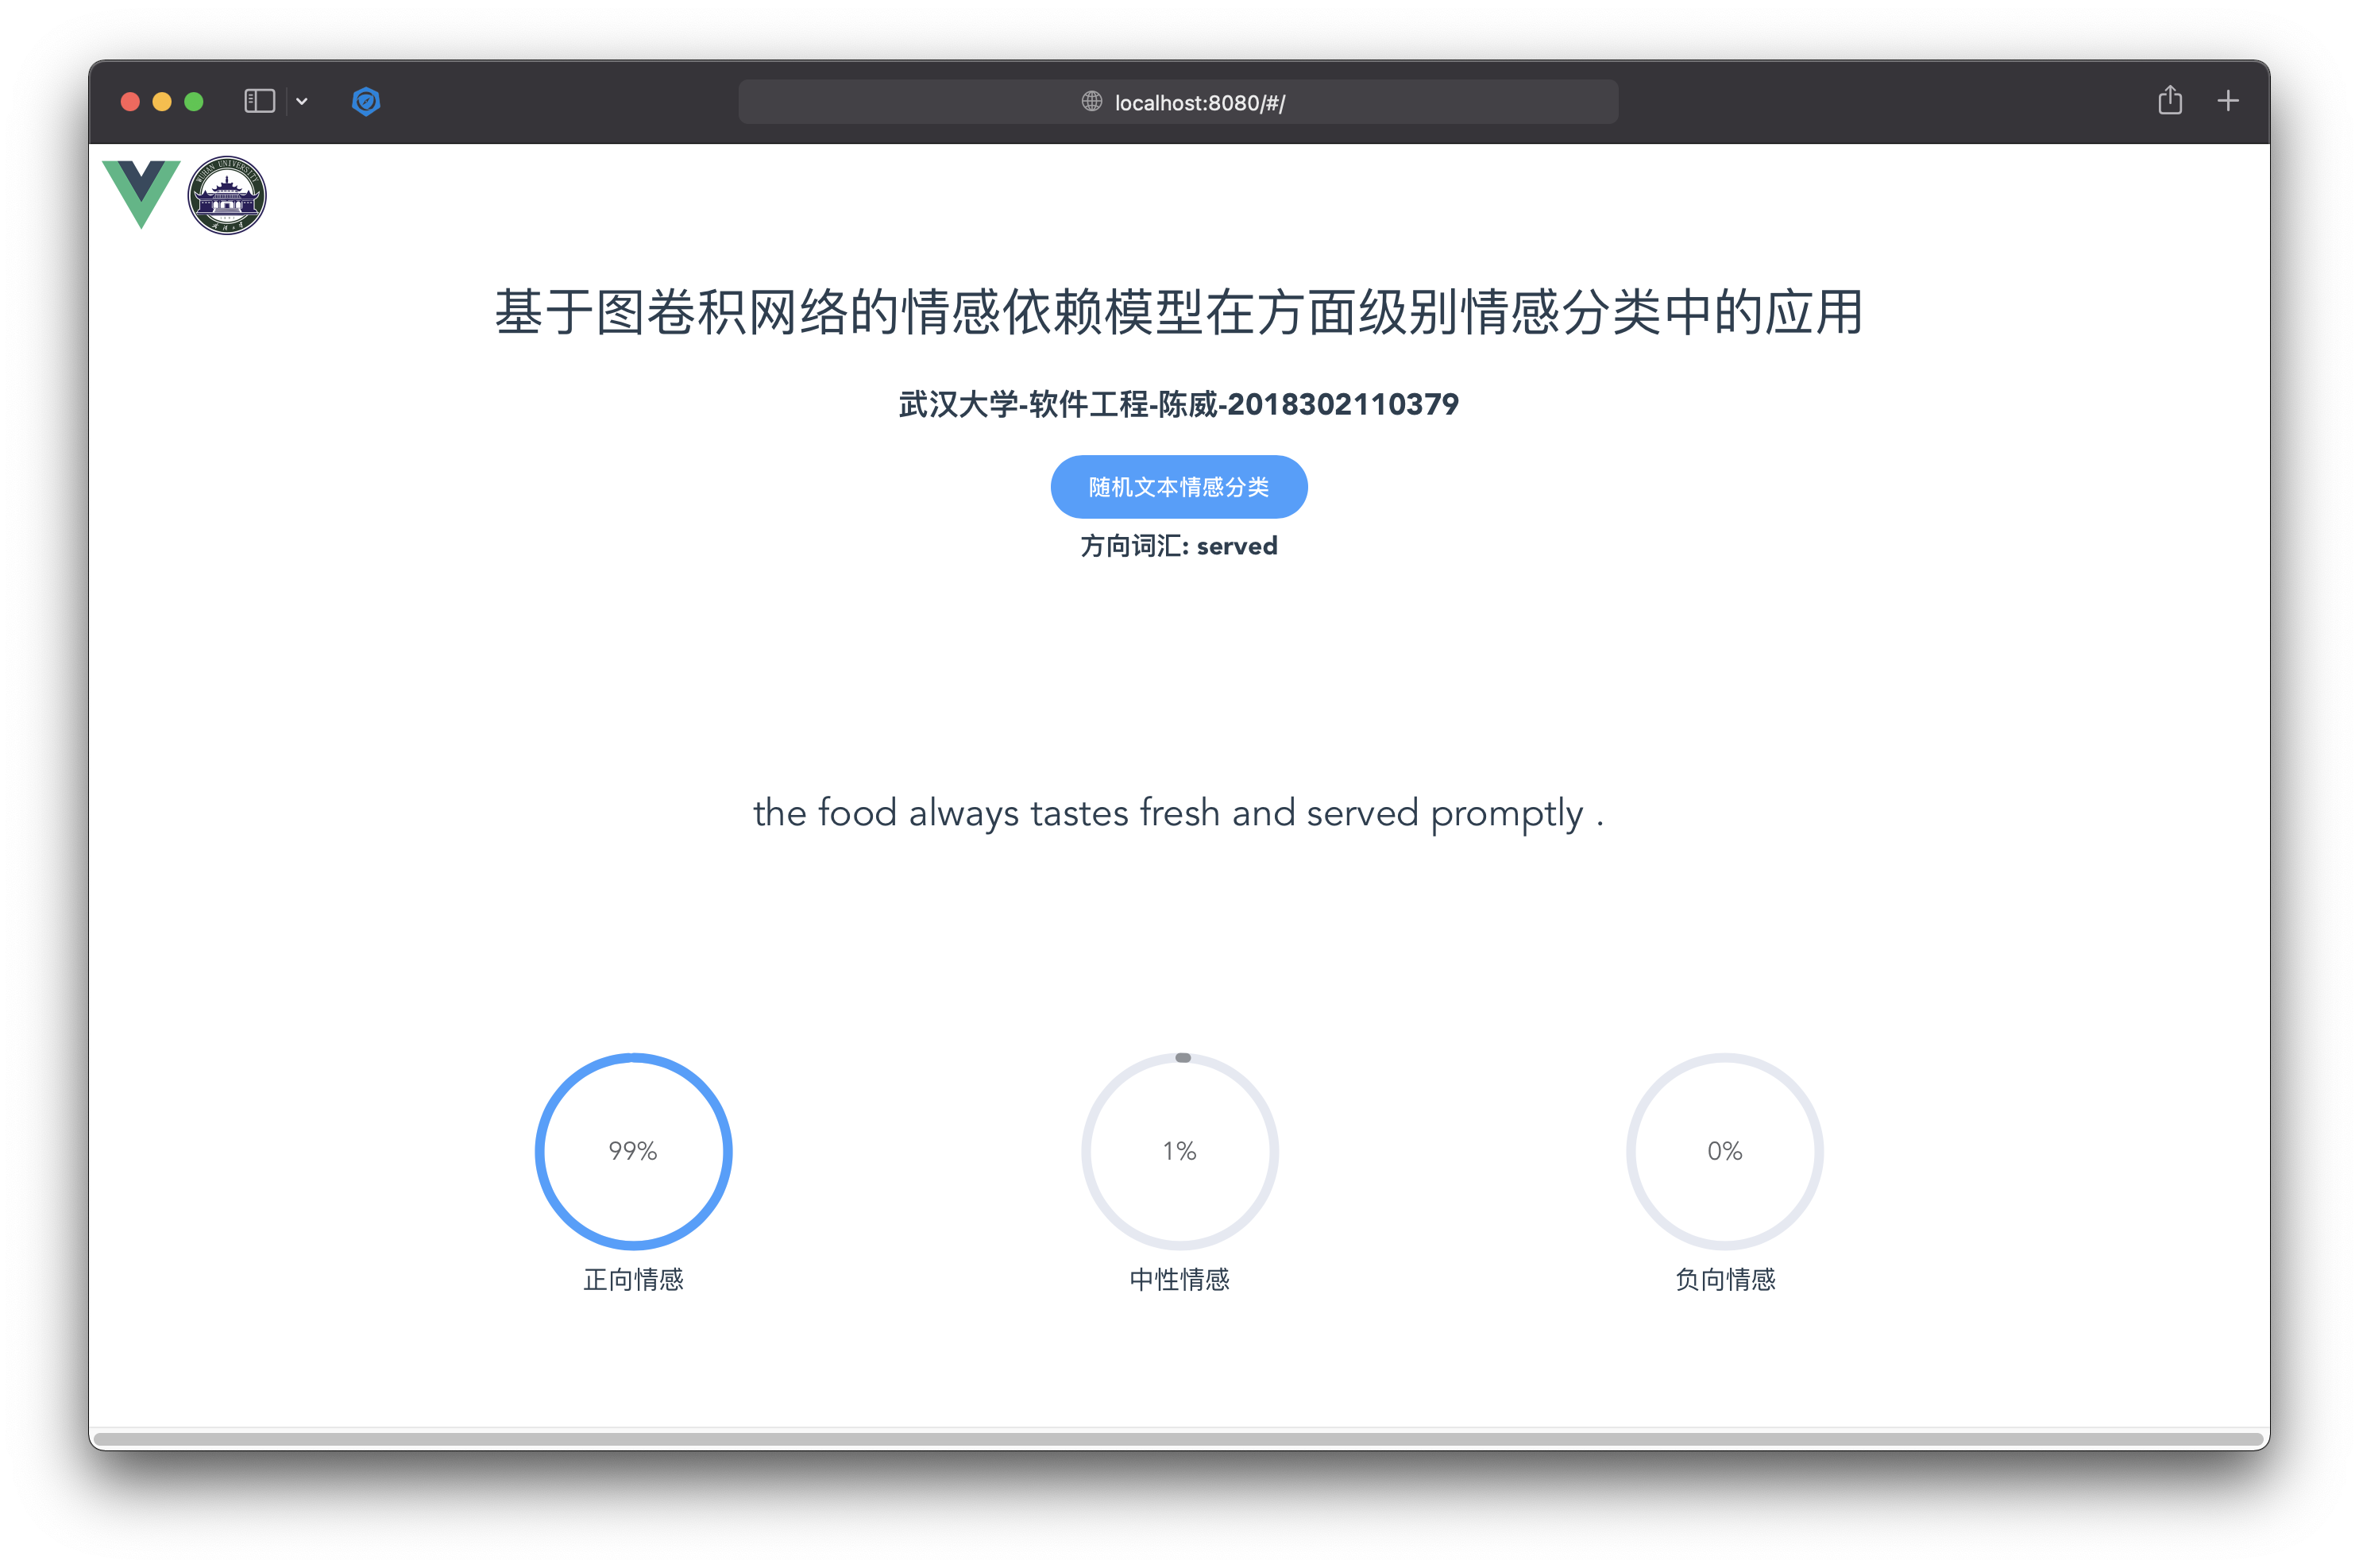 localhost:8080/#/
WUHAN UNIVERSITY
基于图卷积网络的情感依赖模型在方面级别情感分类中的应用
武汉大学-软件工程-陈威-2018302110379
随机文本情感分类
方向词汇: served
the food always tastes fresh and served promptly .
99%
1%
0%
正向情感
中性情感
负向情感